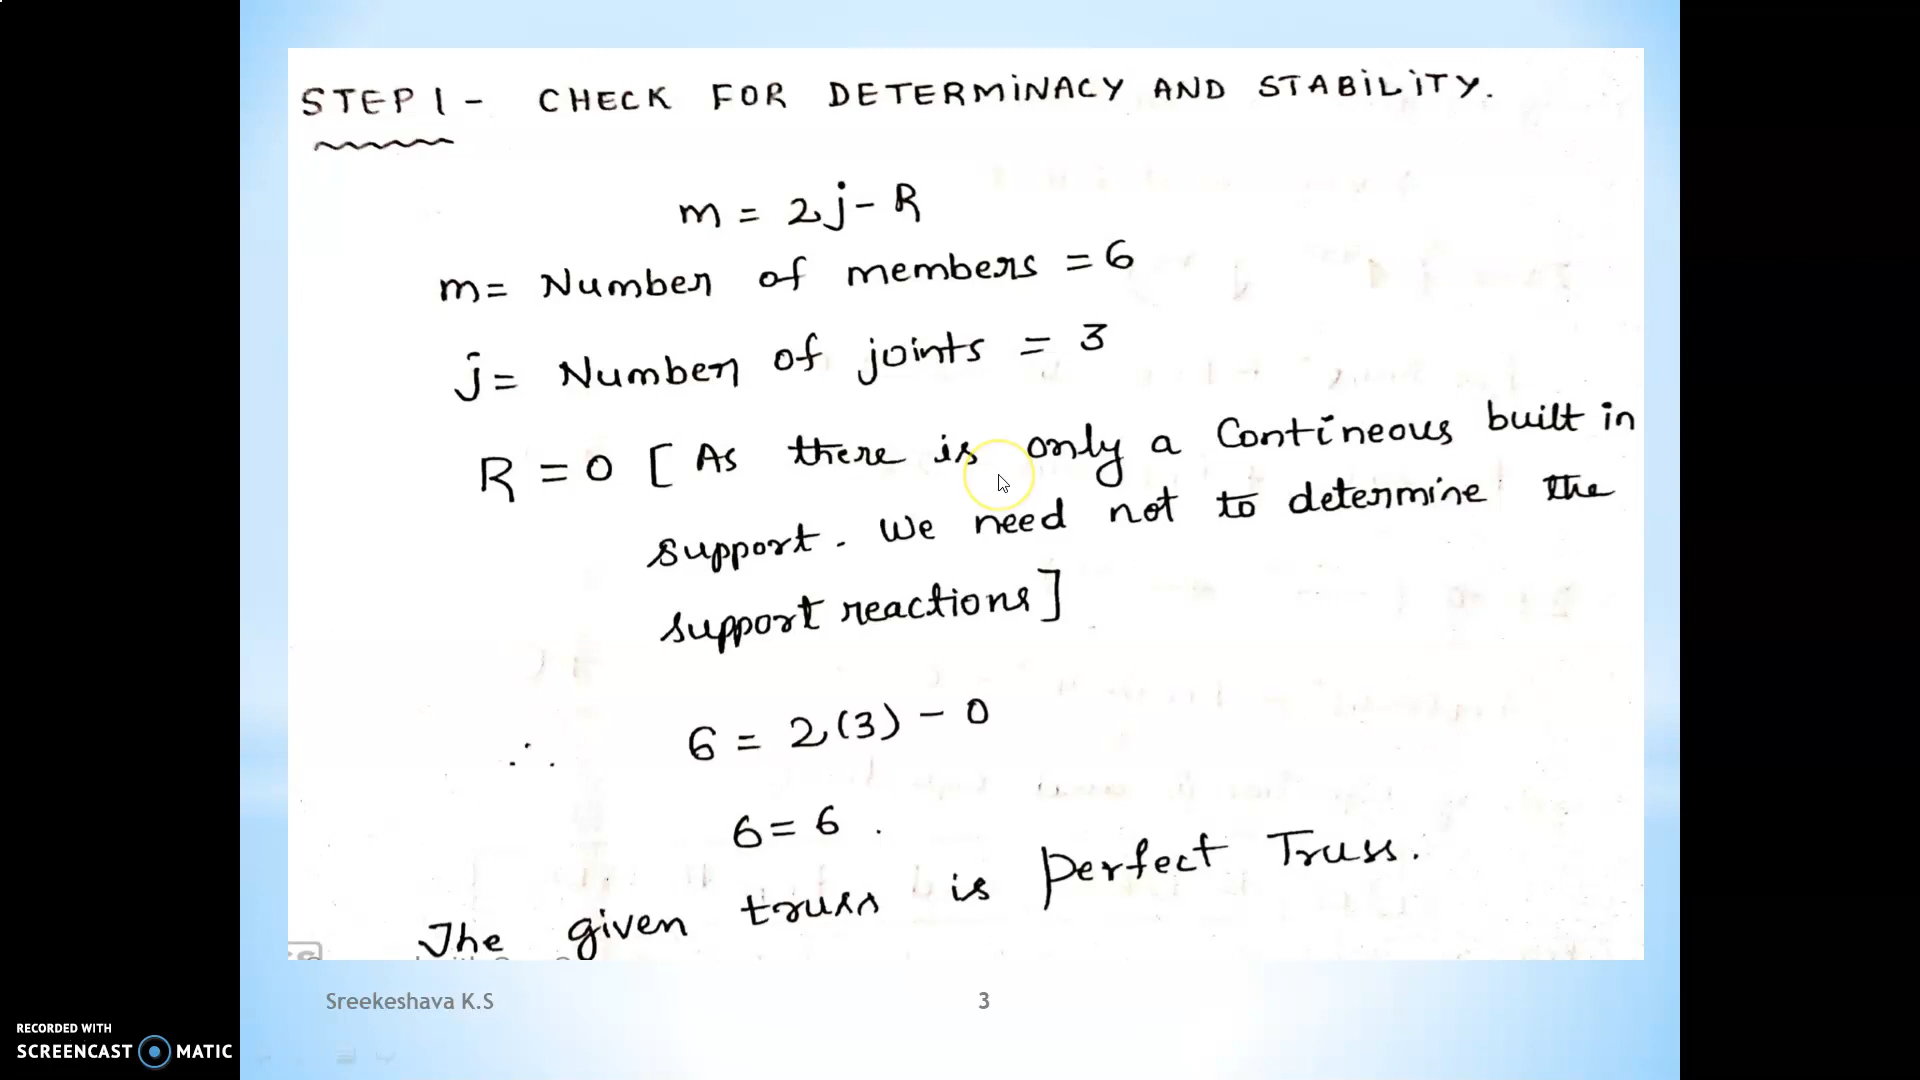 STEP 1 - CHECK FOR DETERMINACY AND STABILITY.
m = 2j - R
m = Number of members = 6
j = Number of joints = 3
R = 0 [ As there is only a Contineous built in
support. We need not to determine the
support reactions]
∴ 6 = 2(3) - 0
6 = 6.
The given truss is perfect Truss.
Sreekeshava K.S
3
RECORDED WITH
SCREENCAST MATIC